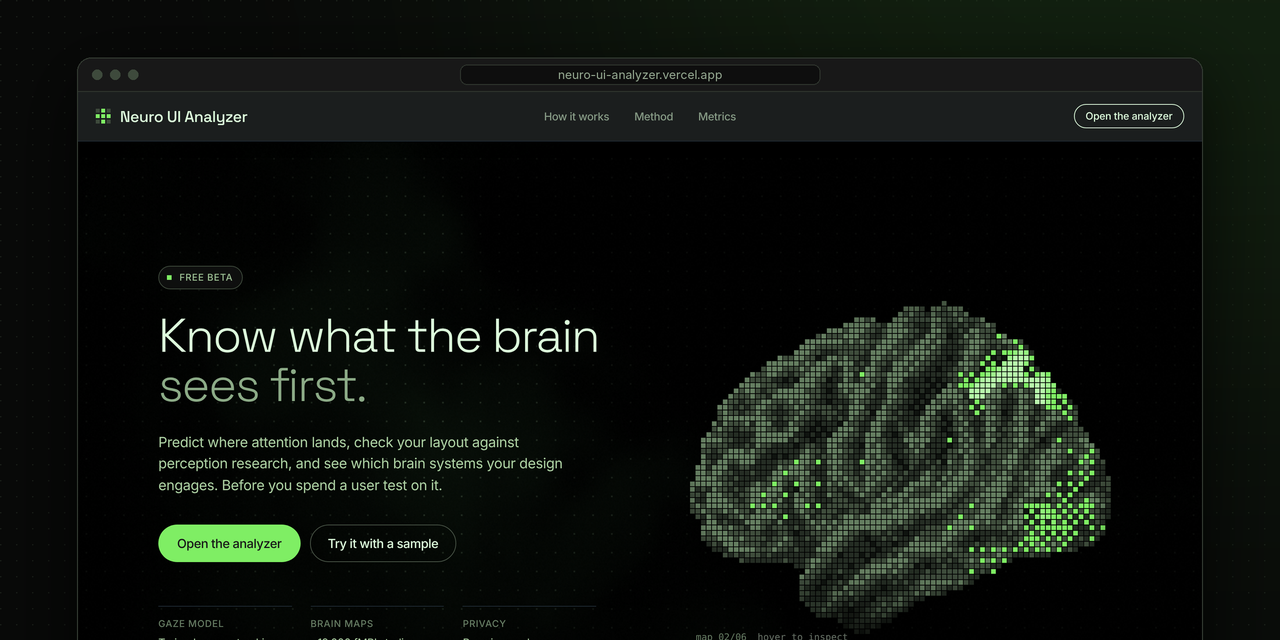 neuro-ui-analyzer.vercel.app
Neuro UI Analyzer
How it works
Method
Metrics
Open the analyzer
FREE BETA
Know what the brain
sees first.
Predict where attention lands, check your layout against
perception research, and see which brain systems your design
engages. Before you spend a user test on it.
Open the analyzer
Try it with a sample
GAZE MODEL
BRAIN MAPS
PRIVACY
map 02/06 hover to inspect